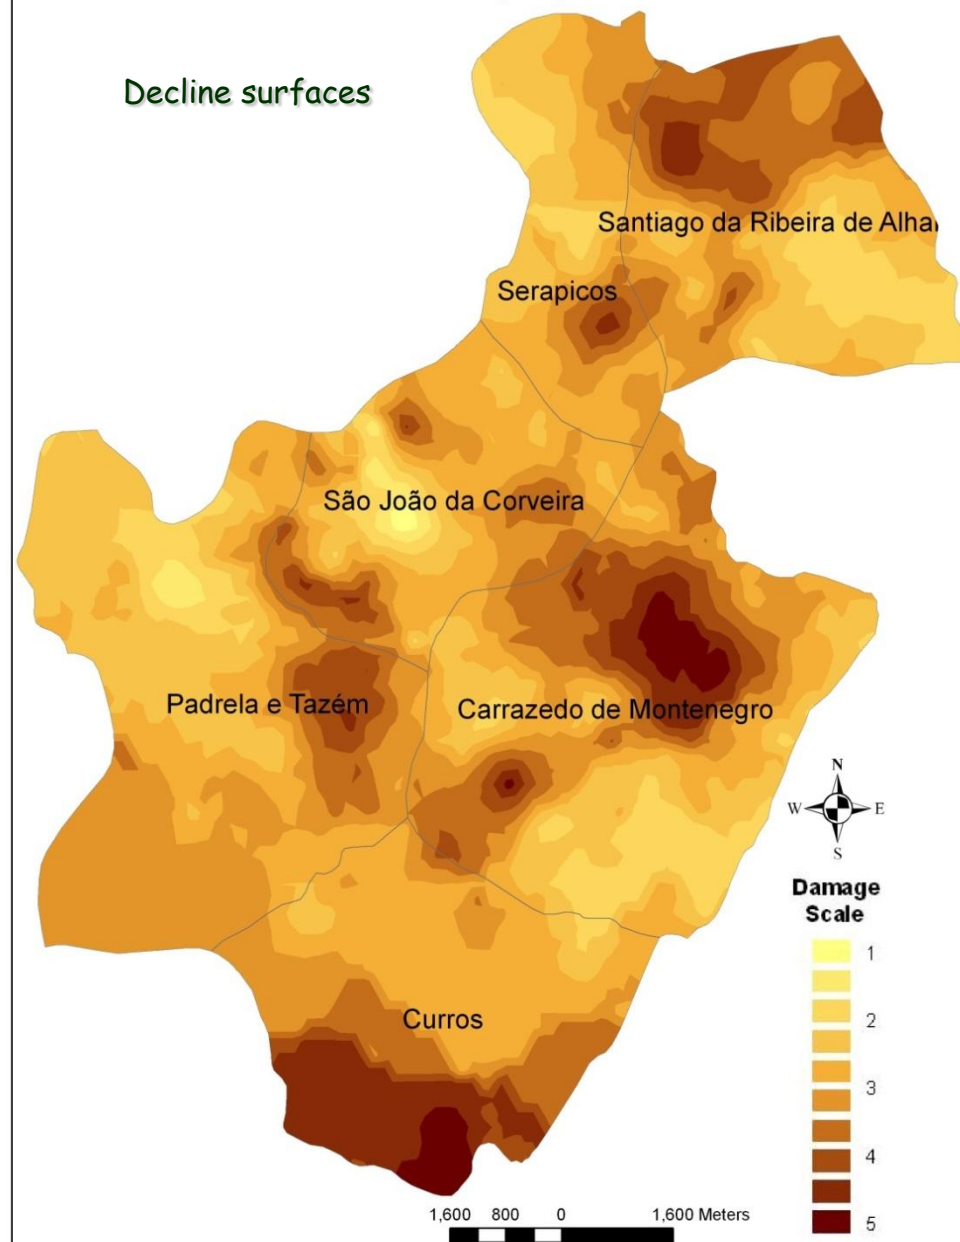 Decline surfaces
Santiago da Ribeira de Alha
Serapicos
São João da Corveira
Padrela e Tazém
Carrazedo de Montenegro
N
W E
S
Damage
Scale
1
2
3
4
5
Curros
1,600 800 0 1,600 Meters